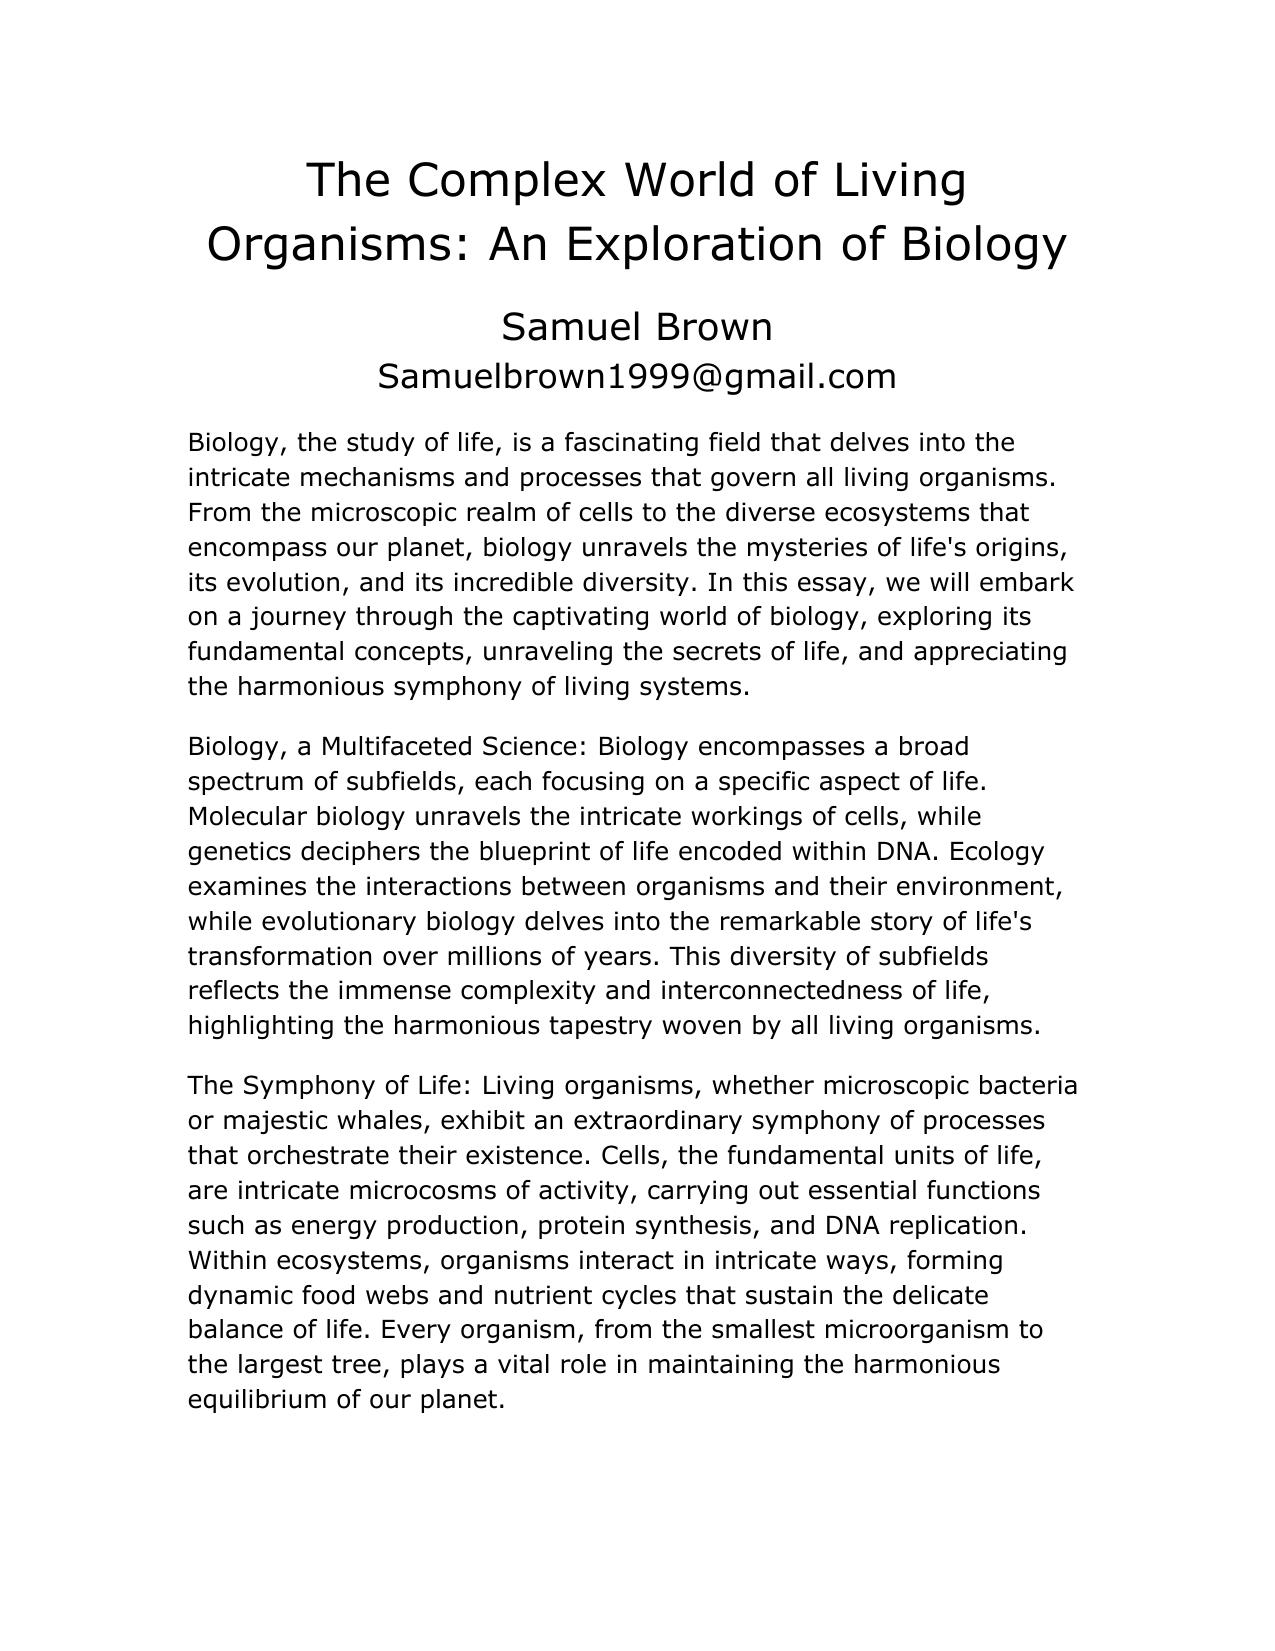 The Complex World of Living
Organisms: An Exploration of Biology
Samuel Brown
Samuelbrown1999@gmail.com
Biology, the study of life, is a fascinating field that delves into the
intricate mechanisms and processes that govern all living organisms.
From the microscopic realm of cells to the diverse ecosystems that
encompass our planet, biology unravels the mysteries of life's origins,
its evolution, and its incredible diversity. In this essay, we will embark
on a journey through the captivating world of biology, exploring its
fundamental concepts, unraveling the secrets of life, and appreciating
the harmonious symphony of living systems.
Biology, a Multifaceted Science: Biology encompasses a broad
spectrum of subfields, each focusing on a specific aspect of life.
Molecular biology unravels the intricate workings of cells, while
genetics deciphers the blueprint of life encoded within DNA. Ecology
examines the interactions between organisms and their environment,
while evolutionary biology delves into the remarkable story of life's
transformation over millions of years. This diversity of subfields
reflects the immense complexity and interconnectedness of life,
highlighting the harmonious tapestry woven by all living organisms.
The Symphony of Life: Living organisms, whether microscopic bacteria
or majestic whales, exhibit an extraordinary symphony of processes
that orchestrate their existence. Cells, the fundamental units of life,
are intricate microcosms of activity, carrying out essential functions
such as energy production, protein synthesis, and DNA replication.
Within ecosystems, organisms interact in intricate ways, forming
dynamic food webs and nutrient cycles that sustain the delicate
balance of life. Every organism, from the smallest microorganism to
the largest tree, plays a vital role in maintaining the harmonious
equilibrium of our planet.